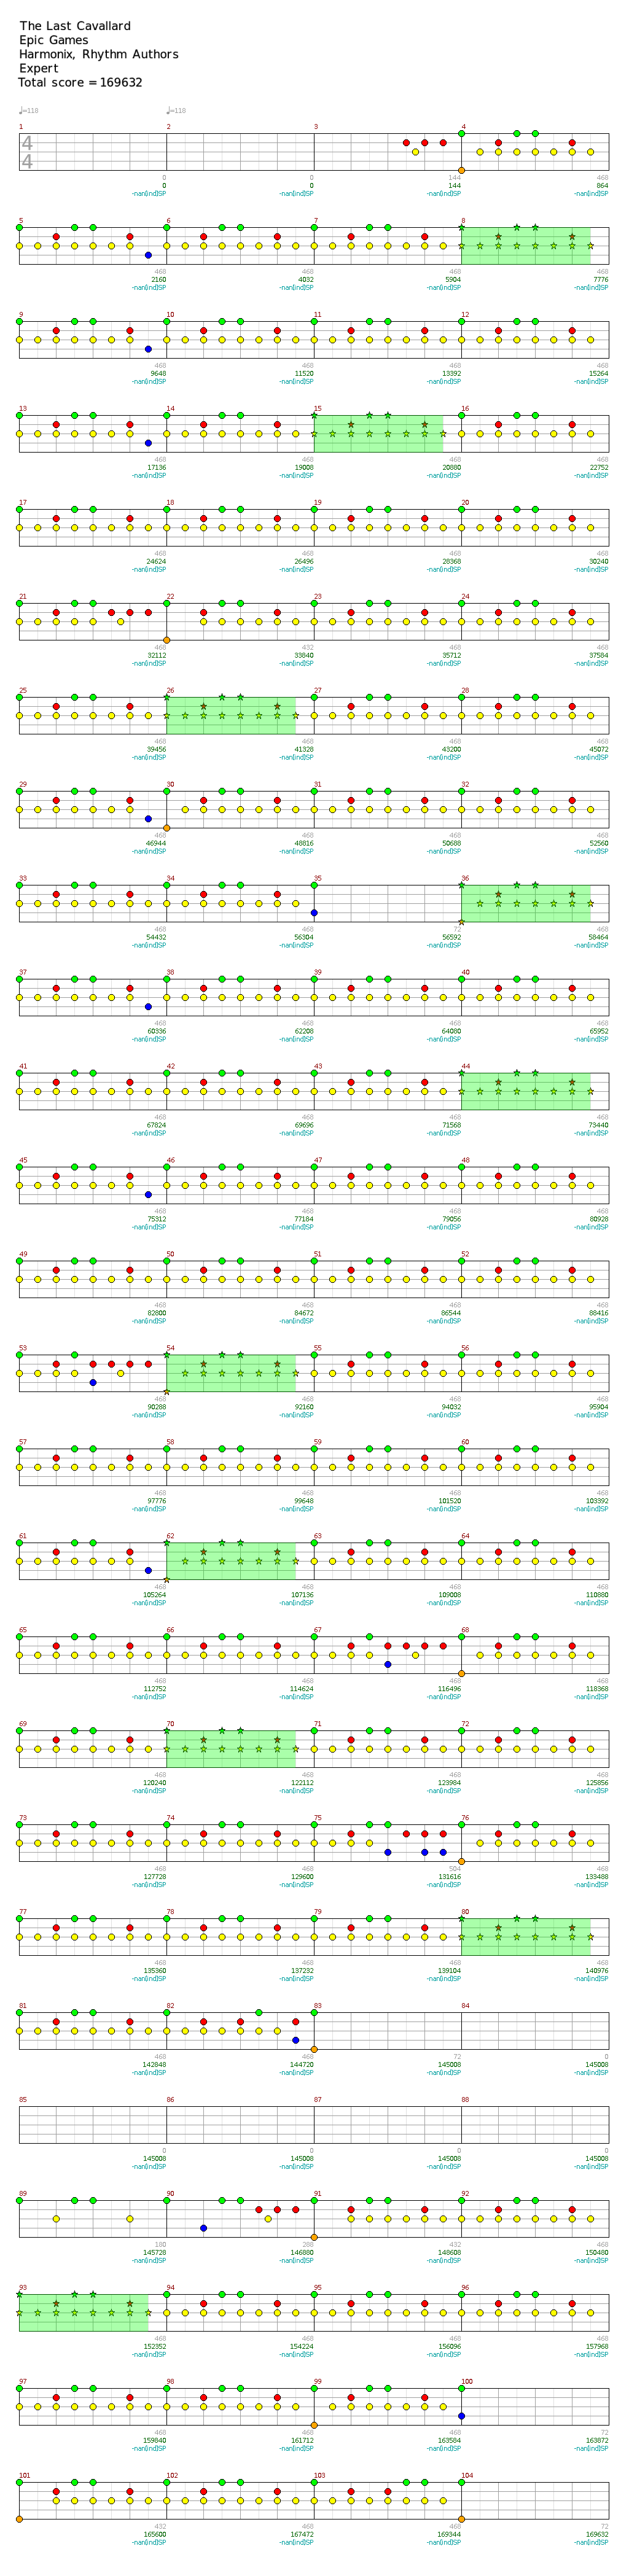 The Last Cavallard
Epic Games
Harmonix, Rhythm Authors
Expert
Total score = 169632
♩=118 ♩=118
1 2 3 4
4
4
0 0 144 468
0 0 144 864
-nan(ind)SP -nan(ind)SP -nan(ind)SP -nan(ind)SP
5 6 7 8
468 468 468 468
2160 4032 5904 7776
-nan(ind)SP -nan(ind)SP -nan(ind)SP -nan(ind)SP
9 10 11 12
468 468 468 468
9648 11520 13392 15264
-nan(ind)SP -nan(ind)SP -nan(ind)SP -nan(ind)SP
13 14 15 16
468 468 468 468
17136 19008 20880 22752
-nan(ind)SP -nan(ind)SP -nan(ind)SP -nan(ind)SP
17 18 19 20
468 468 468 468
24624 26496 28368 30240
-nan(ind)SP -nan(ind)SP -nan(ind)SP -nan(ind)SP
21 22 23 24
468 432 468 468
32112 33840 35712 37584
-nan(ind)SP -nan(ind)SP -nan(ind)SP -nan(ind)SP
25 26 27 28
468 468 468 468
39456 41328 43200 45072
-nan(ind)SP -nan(ind)SP -nan(ind)SP -nan(ind)SP
29 30 31 32
468 468 468 468
46944 48816 50688 52560
-nan(ind)SP -nan(ind)SP -nan(ind)SP -nan(ind)SP
33 34 35 36
468 468 72 468
54432 56304 56592 58464
-nan(ind)SP -nan(ind)SP -nan(ind)SP -nan(ind)SP
37 38 39 40
468 468 468 468
60336 62208 64080 65952
-nan(ind)SP -nan(ind)SP -nan(ind)SP -nan(ind)SP
41 42 43 44
468 468 468 468
67824 69696 71568 73440
-nan(ind)SP -nan(ind)SP -nan(ind)SP -nan(ind)SP
45 46 47 48
468 468 468 468
75312 77184 79056 80928
-nan(ind)SP -nan(ind)SP -nan(ind)SP -nan(ind)SP
49 50 51 52
468 468 468 468
82800 84672 86544 88416
-nan(ind)SP -nan(ind)SP -nan(ind)SP -nan(ind)SP
53 54 55 56
468 468 468 468
90288 92160 94032 95904
-nan(ind)SP -nan(ind)SP -nan(ind)SP -nan(ind)SP
57 58 59 60
468 468 468 468
97776 99648 101520 103392
-nan(ind)SP -nan(ind)SP -nan(ind)SP -nan(ind)SP
61 62 63 64
468 468 468 468
105264 107136 109008 110880
-nan(ind)SP -nan(ind)SP -nan(ind)SP -nan(ind)SP
65 66 67 68
468 468 468 468
112752 114624 116496 118368
-nan(ind)SP -nan(ind)SP -nan(ind)SP -nan(ind)SP
69 70 71 72
468 468 468 468
120240 122112 123984 125856
-nan(ind)SP -nan(ind)SP -nan(ind)SP -nan(ind)SP
73 74 75 76
468 468 504 468
127728 129600 131616 133488
-nan(ind)SP -nan(ind)SP -nan(ind)SP -nan(ind)SP
77 78 79 80
468 468 468 468
135360 137232 139104 140976
-nan(ind)SP -nan(ind)SP -nan(ind)SP -nan(ind)SP
81 82 83 84
468 468 72 0
142848 144720 145008 145008
-nan(ind)SP -nan(ind)SP -nan(ind)SP -nan(ind)SP
85 86 87 88
0 0 0 0
145008 145008 145008 145008
-nan(ind)SP -nan(ind)SP -nan(ind)SP -nan(ind)SP
89 90 91 92
180 288 432 468
145728 146880 148608 150480
-nan(ind)SP -nan(ind)SP -nan(ind)SP -nan(ind)SP
93 94 95 96
468 468 468 468
152352 154224 156096 157968
-nan(ind)SP -nan(ind)SP -nan(ind)SP -nan(ind)SP
97 98 99 100
468 468 468 72
159840 161712 163584 163872
-nan(ind)SP -nan(ind)SP -nan(ind)SP -nan(ind)SP
101 102 103 104
432 468 468 72
165600 167472 169344 169632
-nan(ind)SP -nan(ind)SP -nan(ind)SP -nan(ind)SP